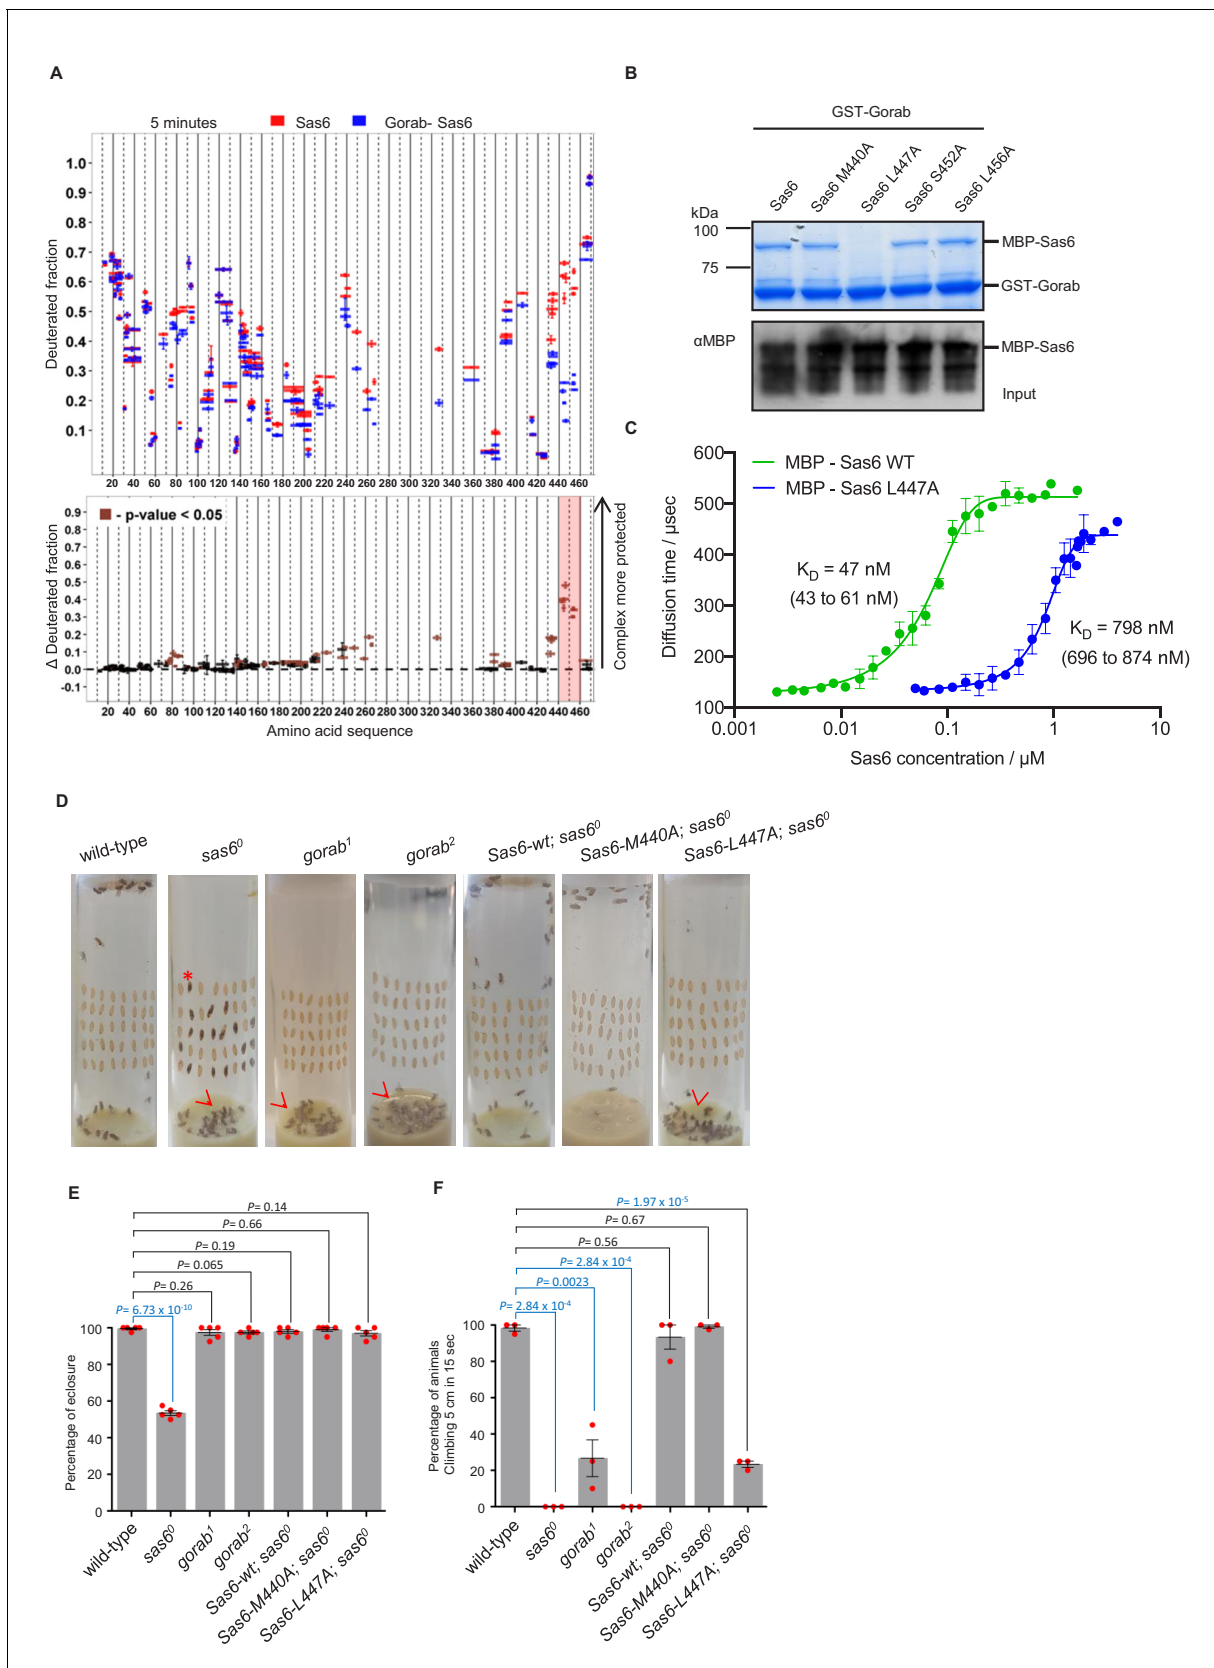 A
5 minutes
Sas6
Gorab- Sas6
Deuterated fraction
1.0
0.9
0.8
0.7
0.6
0.5
0.4
0.3
0.2
0.1
20 40 60 80 100 120 140 160 180 200 220 240 260 280 300 320 340 360 380 400 420 440 460
- p-value < 0.05
Δ Deuterated fraction
0.9
0.8
0.7
0.6
0.5
0.4
0.3
0.2
0.1
0.0
-0.1
20 40 60 80 100 120 140 160 180 200 220 240 260 280 300 320 340 360 380 400 420 440 460
Amino acid sequence
Complex more protected
B
GST-Gorab
Sas6
Sas6 M440A
Sas6 L447A
Sas6 S452A
Sas6 L456A
kDa
100
75
MBP-Sas6
GST-Gorab
αMBP
MBP-Sas6
Input
C
MBP - Sas6 WT
MBP - Sas6 L447A
Diffusion time / μsec
600
500
400
300
200
100
K_D = 47 nM
(43 to 61 nM)
K_D = 798 nM
(696 to 874 nM)
0.001 0.01 0.1 1 10
Sas6 concentration / μM
D
wild-type
sas6⁰
gorab¹
gorab²
Sas6-wt; sas6⁰
Sas6-M440A; sas6⁰
Sas6-L447A; sas6⁰
*
E
P= 0.14
P= 0.66
P= 0.19
P= 0.065
P= 0.26
P= 6.73 x 10⁻¹⁰
Percentage of eclosure
100
80
60
40
20
0
wild-type
sas6⁰
gorab¹
gorab²
Sas6-wt; sas6⁰
Sas6-M440A; sas6⁰
Sas6-L447A; sas6⁰
F
P= 1.97 x 10⁻⁵
P= 0.67
P= 0.56
P= 2.84 x 10⁻⁴
P= 0.0023
P= 2.84 x 10⁻⁴
Percentage of animals
Climbing 5 cm in 15 sec
100
80
60
40
20
0
wild-type
sas6⁰
gorab¹
gorab²
Sas6-wt; sas6⁰
Sas6-M440A; sas6⁰
Sas6-L447A; sas6⁰